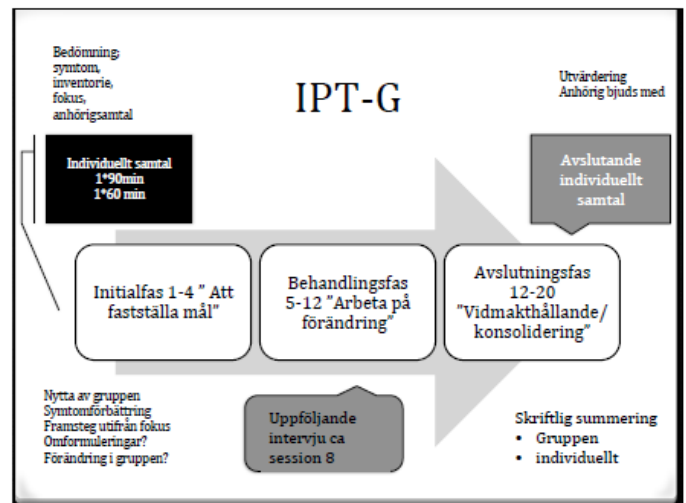 Bedömning;
symtom,
inventorie,
fokus,
anhörigsamtal
IPT-G
Utvärdering
Anhörig bjuds med
Individuellt samtal
1*90min
1*60 min
Avslutande
individuellt
samtal
Initialfas 1-4 " Att
fastställa mål"
Behandlingsfas
5-12 "Arbeta på
förändring"
Avslutningsfas
12-20
"Vidmakthållande/
konsolidering"
Nytta av gruppen
Symtomförbättring
Framsteg utifrån fokus
Omformuleringar?
Förändring i gruppen?
Uppföljande
intervju ca
session 8
Skriftlig summering
• Gruppen
• individuellt